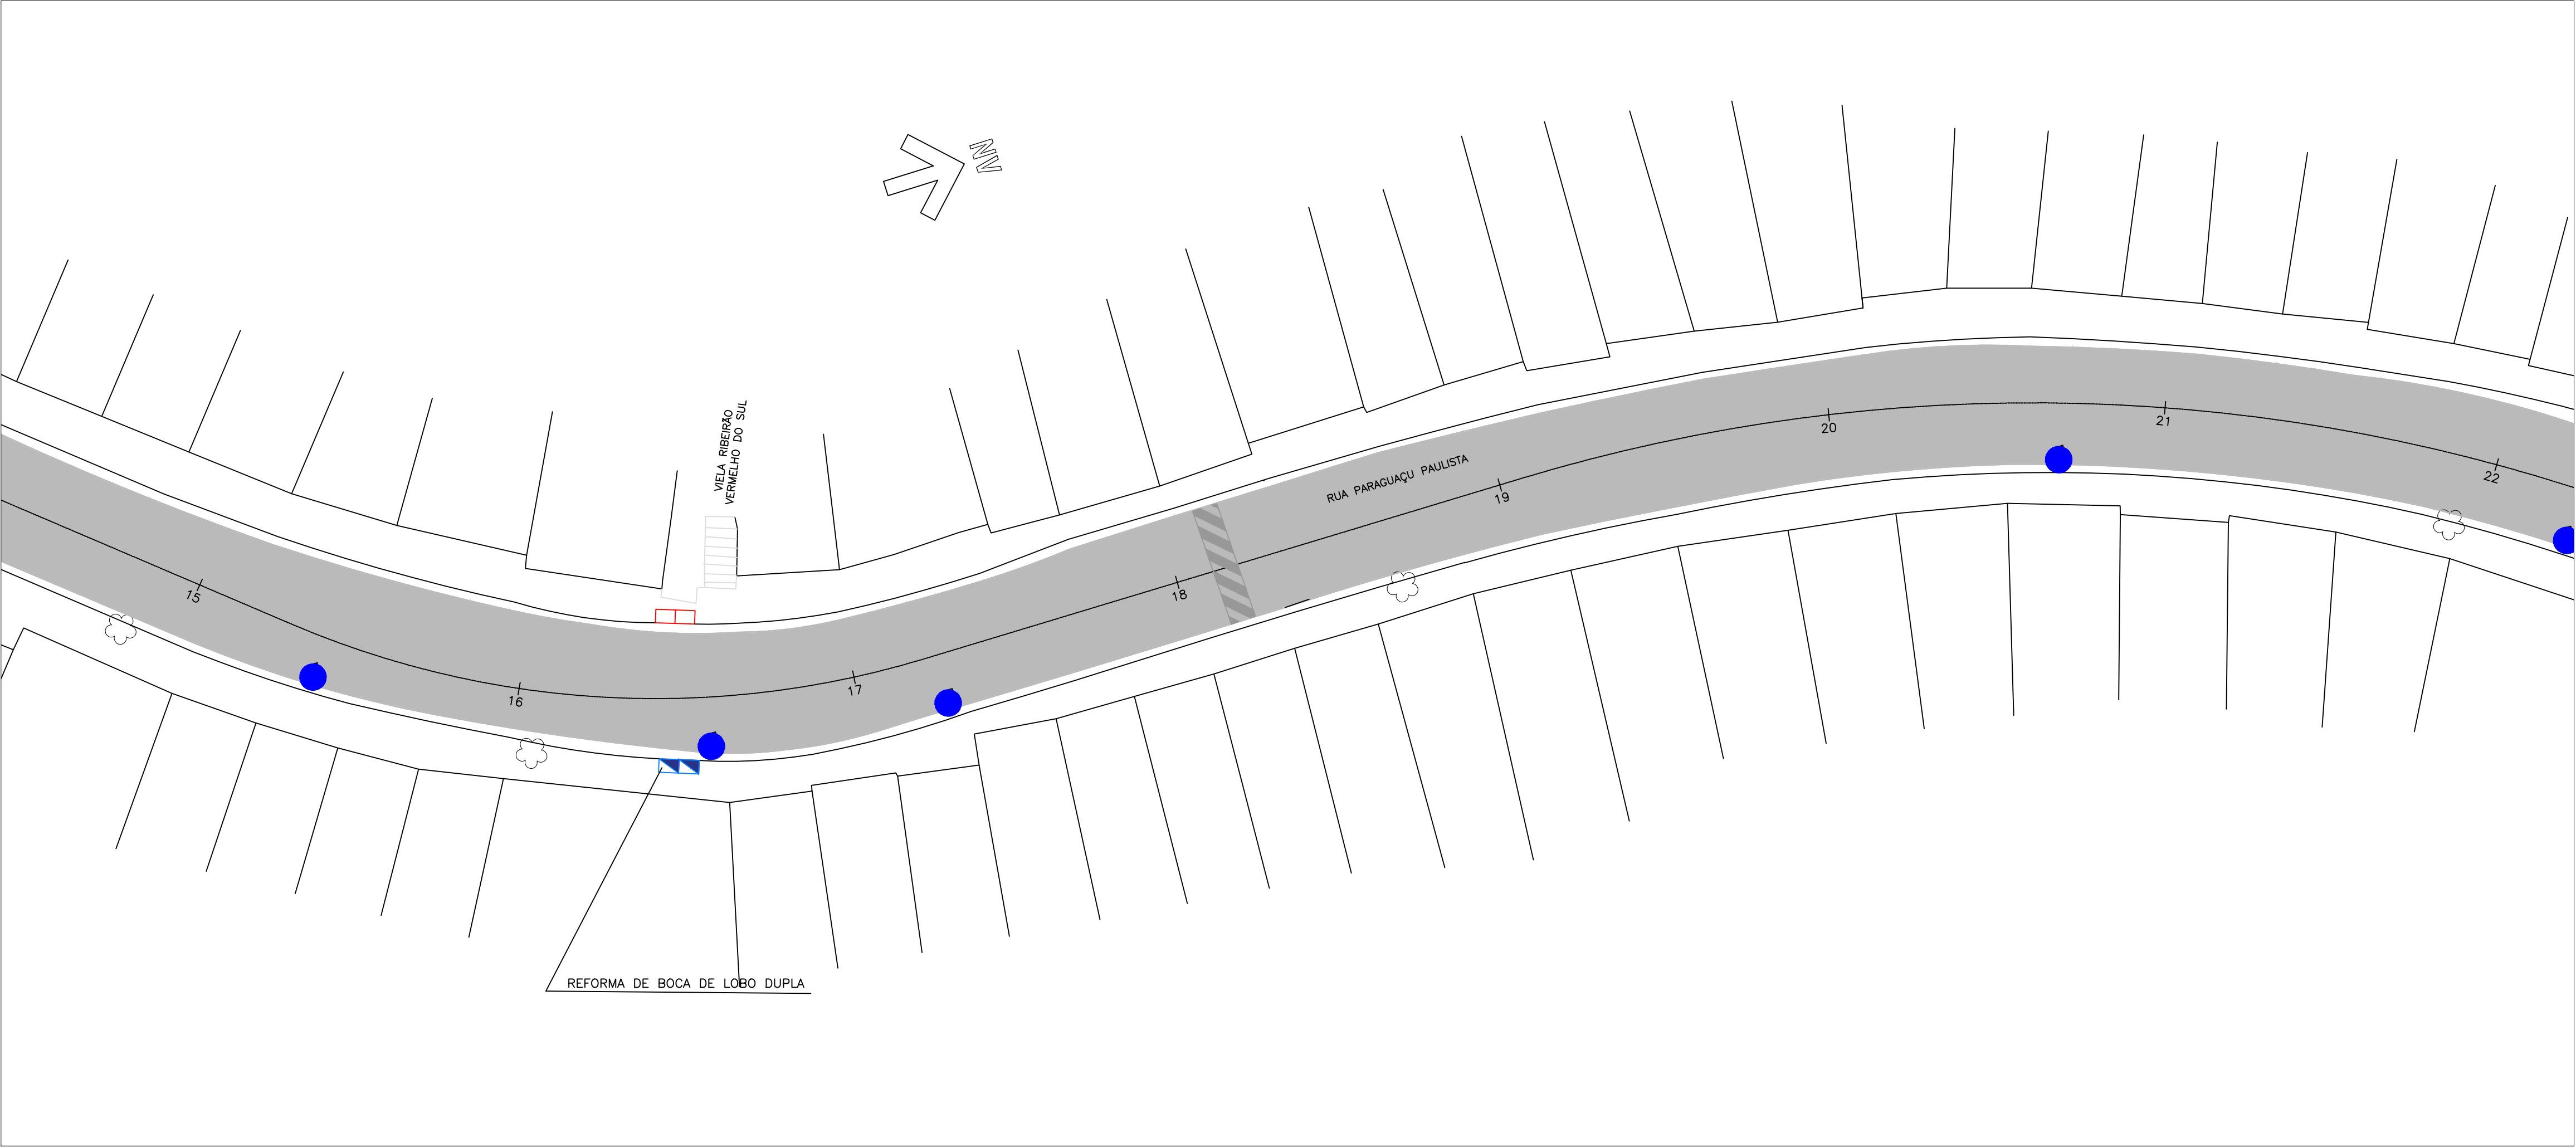 NV
VIELA RIBEIRÃO
VERMELHO DO SUL
RUA PARAGUAÇU PAULISTA
15
16
17
18
19
20
21
22
REFORMA DE BOCA DE LOBO DUPLA